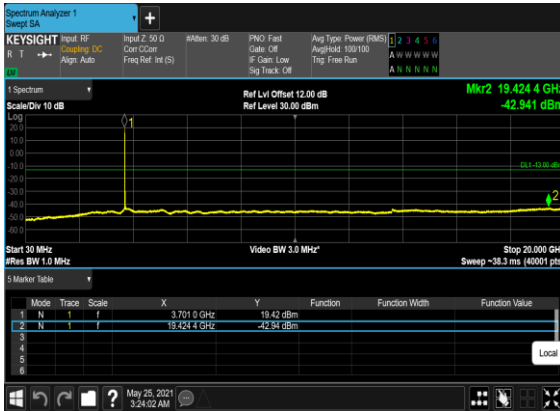 Spectrum Analyzer 1
Swept SA
+
KEYSIGHT Input: RF Input Z: 50 Ω #Atten: 30 dB PNO: Fast Avg Type: Power (RMS) 1 2 3 4 5 6
R T Coupling: DC Corr CCorr Gate: Off Avg|Hold: 100/100 A W W W W W
Align: Auto Freq Ref: Int (S) IF Gain: Low Trig: Free Run
Sig Track: Off A N N N N N
1 Spectrum
Ref Lvl Offset 12.00 dB Mkr2 19.424 4 GHz
Scale/Div 10 dB Ref Level 30.00 dBm -42.941 dBm
Log
1
20.0
10.0
0.00
-10.0
DL1 -13.00 dBm
-20.0
-30.0
2
-40.0
-50.0
-60.0
Start 30 MHz Video BW 3.0 MHz* Stop 20.000 GHz
#Res BW 1.0 MHz Sweep ~38.3 ms (40001 pts)
5 Marker Table
Mode Trace Scale X Y Function Function Width Function Value
1 N 1 f 3.701 0 GHz 19.42 dBm
2 N 1 f 19.424 4 GHz -42.94 dBm
3
4
5
6
Local
? May 25, 2021
3:24:02 AM